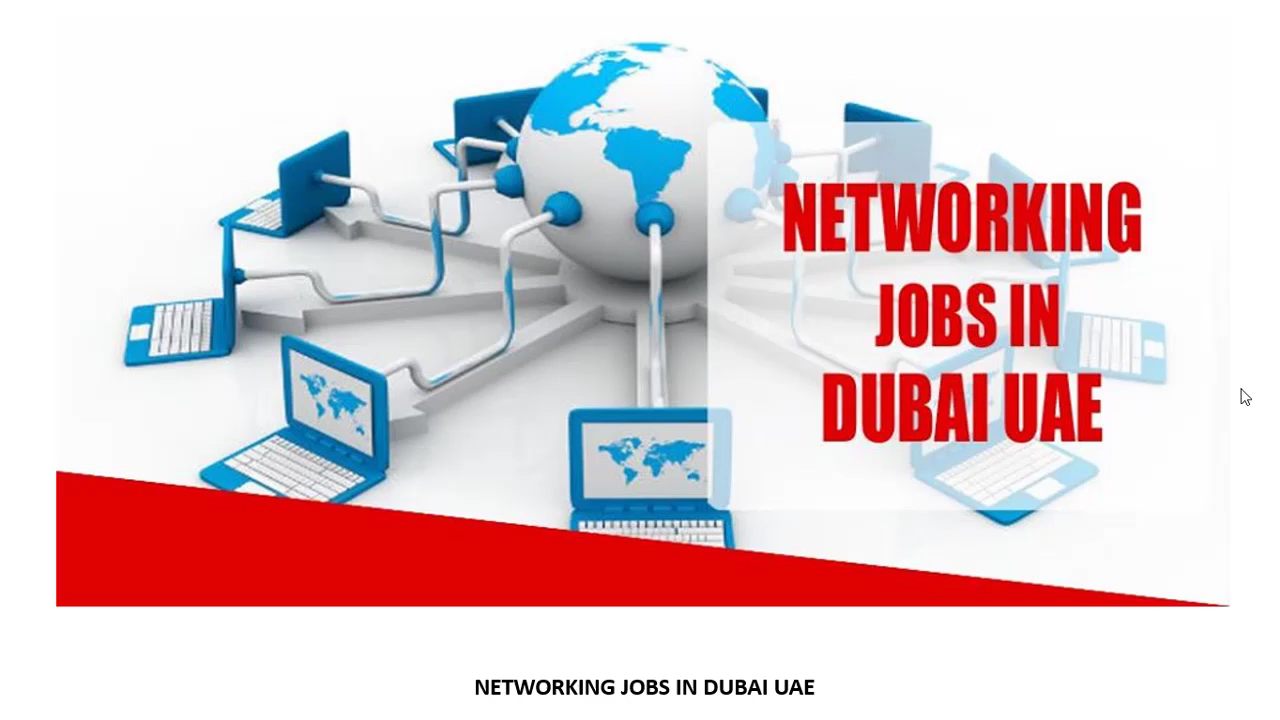 NETWORKING
JOBS IN
DUBAI UAE
NETWORKING JOBS IN DUBAI UAE